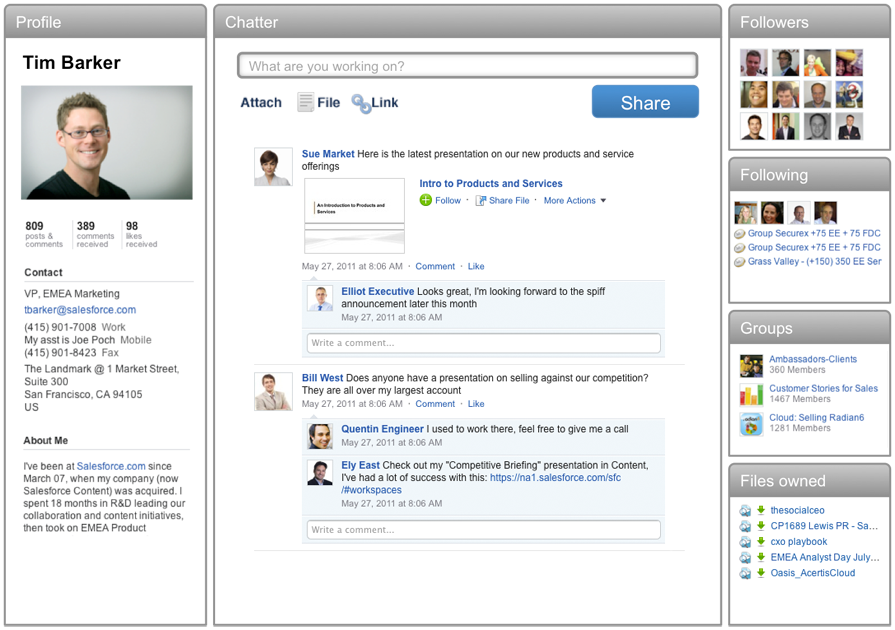 Profile
Tim Barker
809
posts &
comments
389
comments
received
98
likes
received
Contact
VP, EMEA Marketing
tbarker@salesforce.com
(415) 901-7008 Work
My asst is Joe Poch Mobile
(415) 901-8423 Fax
The Landmark @ 1 Market Street,
Suite 300
San Francisco, CA 94105
US
About Me
I've been at Salesforce.com since
March 07, when my company (now
Salesforce Content) was acquired. I
spent 18 months in R&D leading our
collaboration and content initiatives,
then took on EMEA Product
Chatter
What are you working on?
Attach File Link
Share
Sue Market Here is the latest presentation on our new products and service
offerings
An Introduction to Products and
Services
Intro to Products and Services
Follow · Share File · More Actions
May 27, 2011 at 8:06 AM · Comment · Like
Elliot Executive Looks great, I'm looking forward to the spiff
announcement later this month
May 27, 2011 at 8:06 AM
Write a comment...
Bill West Does anyone have a presentation on selling against our competition?
They are all over my largest account
May 27, 2011 at 8:06 AM · Comment · Like
Quentin Engineer I used to work there, feel free to give me a call
May 27, 2011 at 8:06 AM
Ely East Check out my "Competitive Briefing" presentation in Content,
I've had a lot of success with this: https://na1.salesforce.com/sfc
/#workspaces
May 27, 2011 at 8:06 AM
Write a comment...
Followers
Following
Group Securex +75 EE + 75 FDC
Group Securex +75 EE + 75 FDC
Grass Valley - (+150) 350 EE Ser
Groups
Ambassadors-Clients
360 Members
Customer Stories for Sales
1467 Members
Cloud: Selling Radian6
1281 Members
Files owned
thesocialceo
CP1689 Lewis PR - Sa...
cxo playbook
EMEA Analyst Day July...
Oasis_AcertisCloud